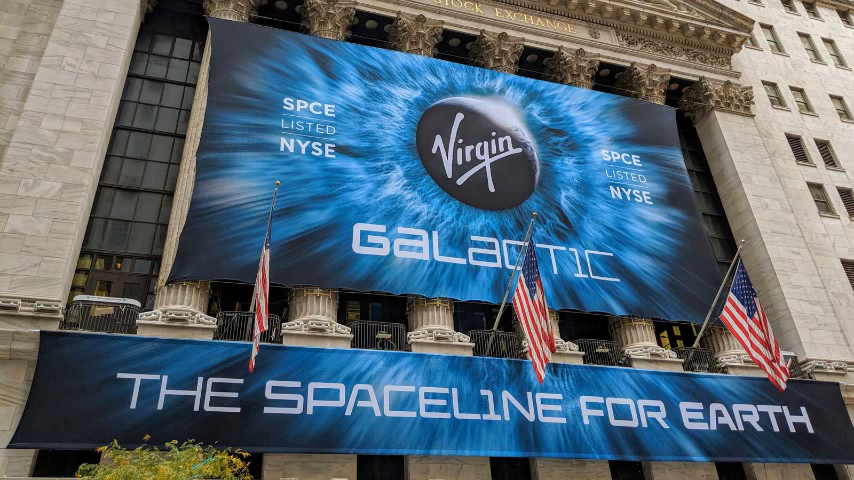 STOCK EXCHANGE
SPCE
LISTED
NYSE
Virgin
GALACTIC
SPCE
LISTED
NYSE
THE SPACELINE FOR EARTH